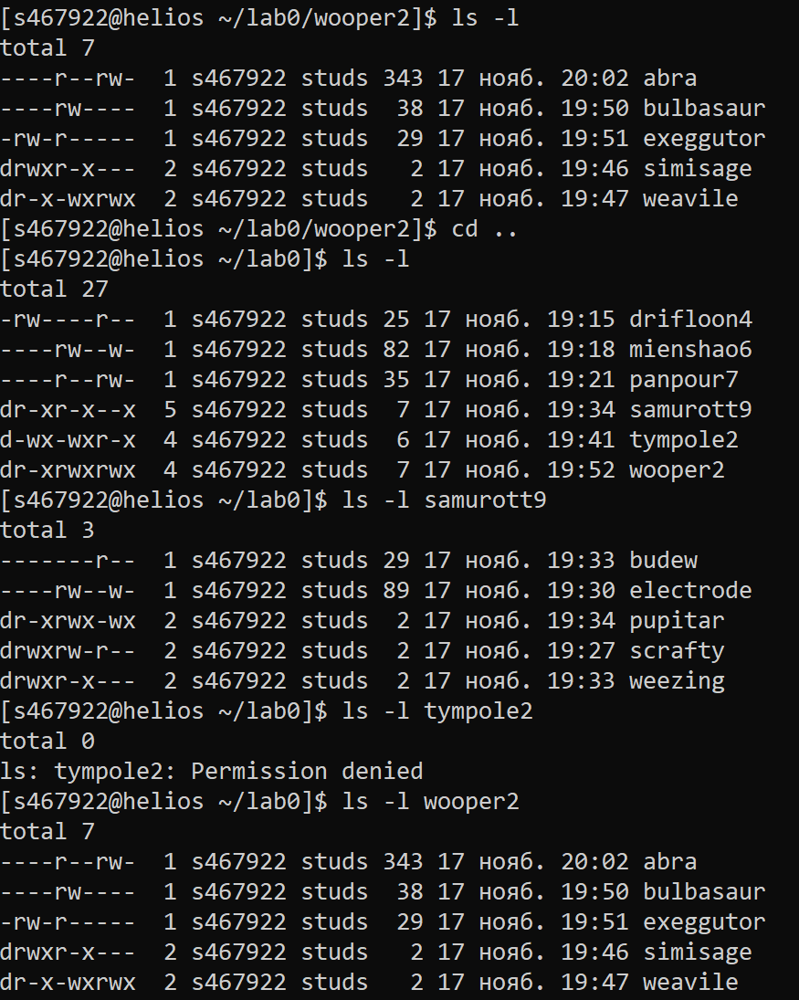 [s467922@helios ~/lab0/wooper2]$ ls -l
total 7
----r--rw-  1 s467922 studs 343 17 нояб. 20:02 abra
----rw----  1 s467922 studs  38 17 нояб. 19:50 bulbasaur
-rw-r-----  1 s467922 studs  29 17 нояб. 19:51 exeggutor
drwxr-x---  2 s467922 studs   2 17 нояб. 19:46 simisage
dr-x-wxrwx  2 s467922 studs   2 17 нояб. 19:47 weavile
[s467922@helios ~/lab0/wooper2]$ cd ..
[s467922@helios ~/lab0]$ ls -l
total 27
-rw----r--  1 s467922 studs 25 17 нояб. 19:15 drifloon4
----rw--w-  1 s467922 studs 82 17 нояб. 19:18 mienshao6
----r--rw-  1 s467922 studs 35 17 нояб. 19:21 panpour7
dr-xr-x--x  5 s467922 studs  7 17 нояб. 19:34 samurott9
d-wx-wxr-x  4 s467922 studs  6 17 нояб. 19:41 tympole2
dr-xrwxrwx  4 s467922 studs  7 17 нояб. 19:52 wooper2
[s467922@helios ~/lab0]$ ls -l samurott9
total 3
-------r--  1 s467922 studs 29 17 нояб. 19:33 budew
----rw--w-  1 s467922 studs 89 17 нояб. 19:30 electrode
dr-xrwx-wx  2 s467922 studs  2 17 нояб. 19:34 pupitar
drwxrw-r--  2 s467922 studs  2 17 нояб. 19:27 scrafty
drwxr-x---  2 s467922 studs  2 17 нояб. 19:33 weezing
[s467922@helios ~/lab0]$ ls -l tympole2
total 0
ls: tympole2: Permission denied
[s467922@helios ~/lab0]$ ls -l wooper2
total 7
----r--rw-  1 s467922 studs 343 17 нояб. 20:02 abra
----rw----  1 s467922 studs  38 17 нояб. 19:50 bulbasaur
-rw-r-----  1 s467922 studs  29 17 нояб. 19:51 exeggutor
drwxr-x---  2 s467922 studs   2 17 нояб. 19:46 simisage
dr-x-wxrwx  2 s467922 studs   2 17 нояб. 19:47 weavile